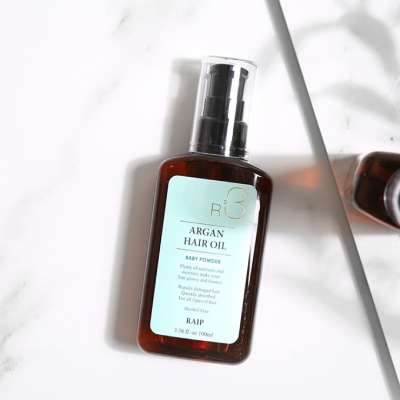 R3
ARGAN
HAIR OIL
BABY POWDER
Plenty of nutrients and
moisture make your
hair glossy and bouncy
Repairs damaged hair
Quickly absorbed
For all types of hair
Alcohol Free
RAIP
3.38 fl. oz 100ml